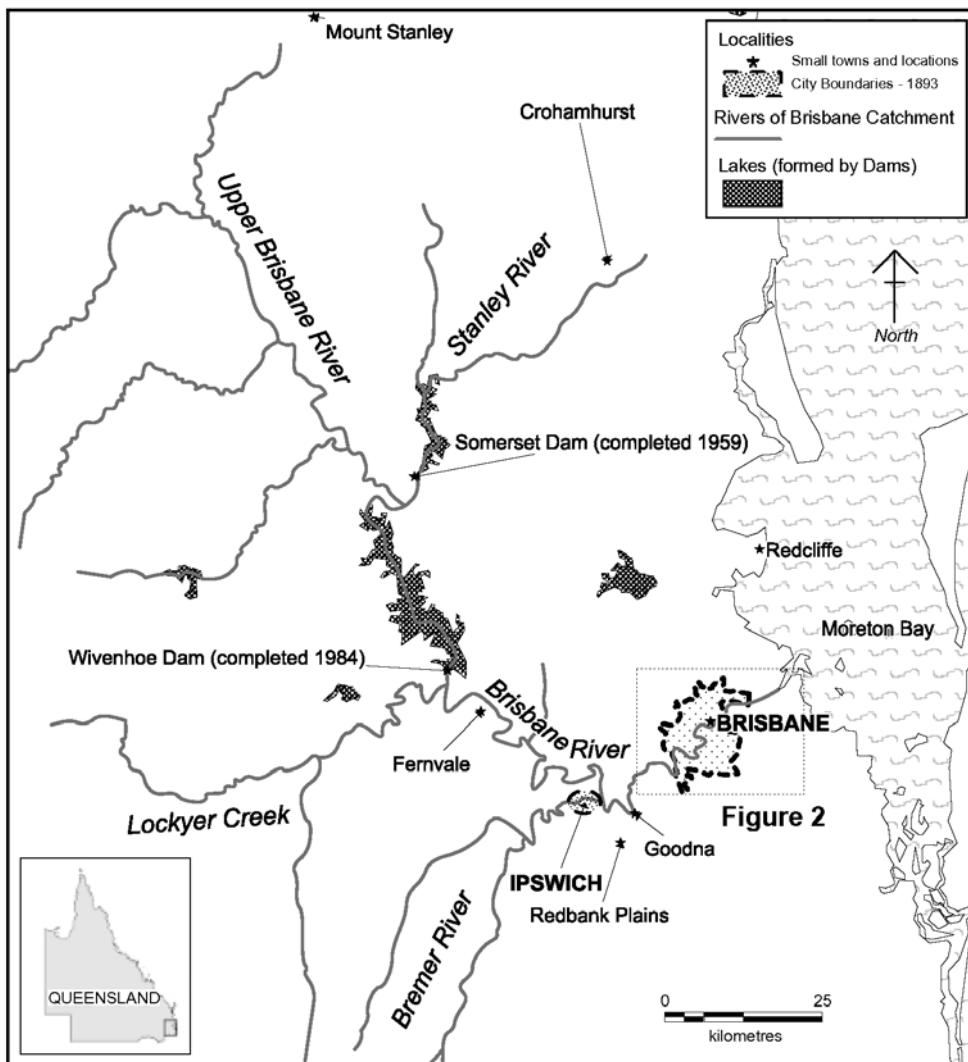 Mount Stanley
Localities
Small towns and locations
City Boundaries - 1893
Rivers of Brisbane Catchment
Lakes (formed by Dams)
Crohamhurst
Upper Brisbane River
Stanley River
North
Somerset Dam (completed 1959)
Redcliffe
Moreton Bay
Wivenhoe Dam (completed 1984)
Brisbane River
BRISBANE
Fernvale
Figure 2
Lockyer Creek
Goodna
IPSWICH
Redbank Plains
Bremer River
QUEENSLAND
0 25
kilometres